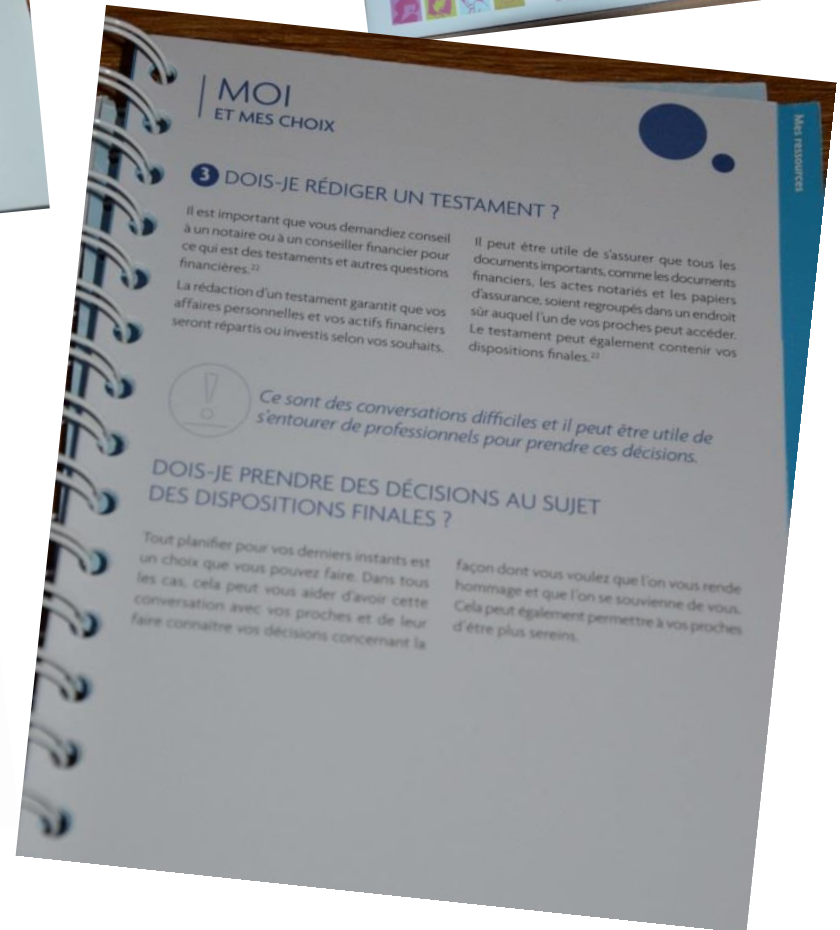 MOI
ET MES CHOIX
Mes ressources
3 DOIS-JE RÉDIGER UN TESTAMENT ?
Il est important que vous demandiez conseil
à un notaire ou à un conseiller financier pour
ce qui est des testaments et autres questions
financières.²²
La rédaction d'un testament garantit que vos
affaires personnelles et vos actifs financiers
seront répartis ou investis selon vos souhaits.
Il peut être utile de s'assurer que tous les
documents importants, comme les documents
financiers, les actes notariés et les papiers
d'assurance, soient regroupés dans un endroit
sûr auquel l'un de vos proches peut accéder.
Le testament peut également contenir vos
dispositions finales.²²
Ce sont des conversations difficiles et il peut être utile de
s'entourer de professionnels pour prendre ces décisions.
DOIS-JE PRENDRE DES DÉCISIONS AU SUJET
DES DISPOSITIONS FINALES ?
Tout planifier pour vos derniers instants est
un choix que vous pouvez faire. Dans tous
les cas, cela peut vous aider d'avoir cette
conversation avec vos proches et de leur
faire connaître vos décisions concernant la
façon dont vous voulez que l'on vous rende
hommage et que l'on se souvienne de vous.
Cela peut également permettre à vos proches
d'être plus sereins.